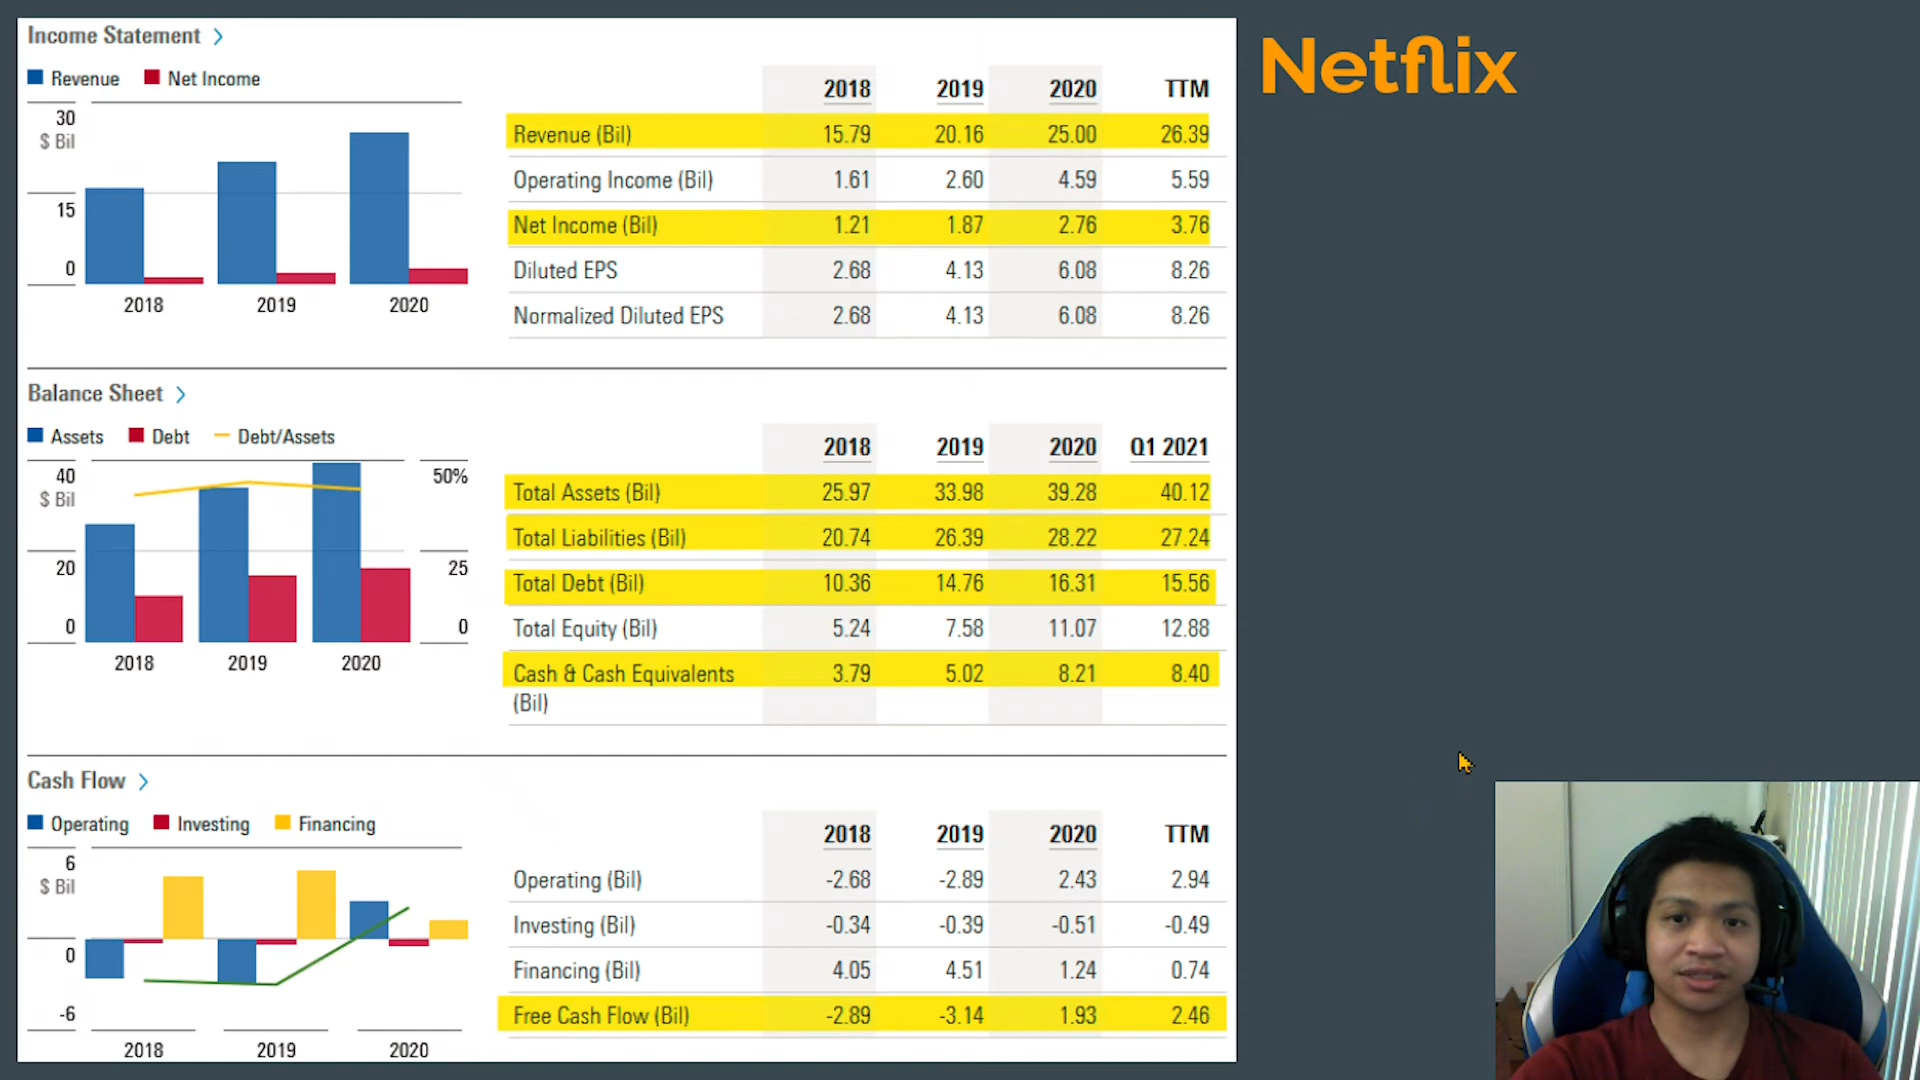 Netflix
Income Statement >
Revenue Net Income
30
$ Bil
15
0
2018 2019 2020
2018 2019 2020 TTM
Revenue (Bil) 15.79 20.16 25.00 26.39
Operating Income (Bil) 1.61 2.60 4.59 5.59
Net Income (Bil) 1.21 1.87 2.76 3.76
Diluted EPS 2.68 4.13 6.08 8.26
Normalized Diluted EPS 2.68 4.13 6.08 8.26
Balance Sheet >
Assets Debt Debt/Assets
40 50%
$ Bil
20 25
0 0
2018 2019 2020
2018 2019 2020 Q1 2021
Total Assets (Bil) 25.97 33.98 39.28 40.12
Total Liabilities (Bil) 20.74 26.39 28.22 27.24
Total Debt (Bil) 10.36 14.76 16.31 15.56
Total Equity (Bil) 5.24 7.58 11.07 12.88
Cash & Cash Equivalents 3.79 5.02 8.21 8.40
(Bil)
Cash Flow >
Operating Investing Financing
6
$ Bil
0
-6
2018 2019 2020
2018 2019 2020 TTM
Operating (Bil) -2.68 -2.89 2.43 2.94
Investing (Bil) -0.34 -0.39 -0.51 -0.49
Financing (Bil) 4.05 4.51 1.24 0.74
Free Cash Flow (Bil) -2.89 -3.14 1.93 2.46